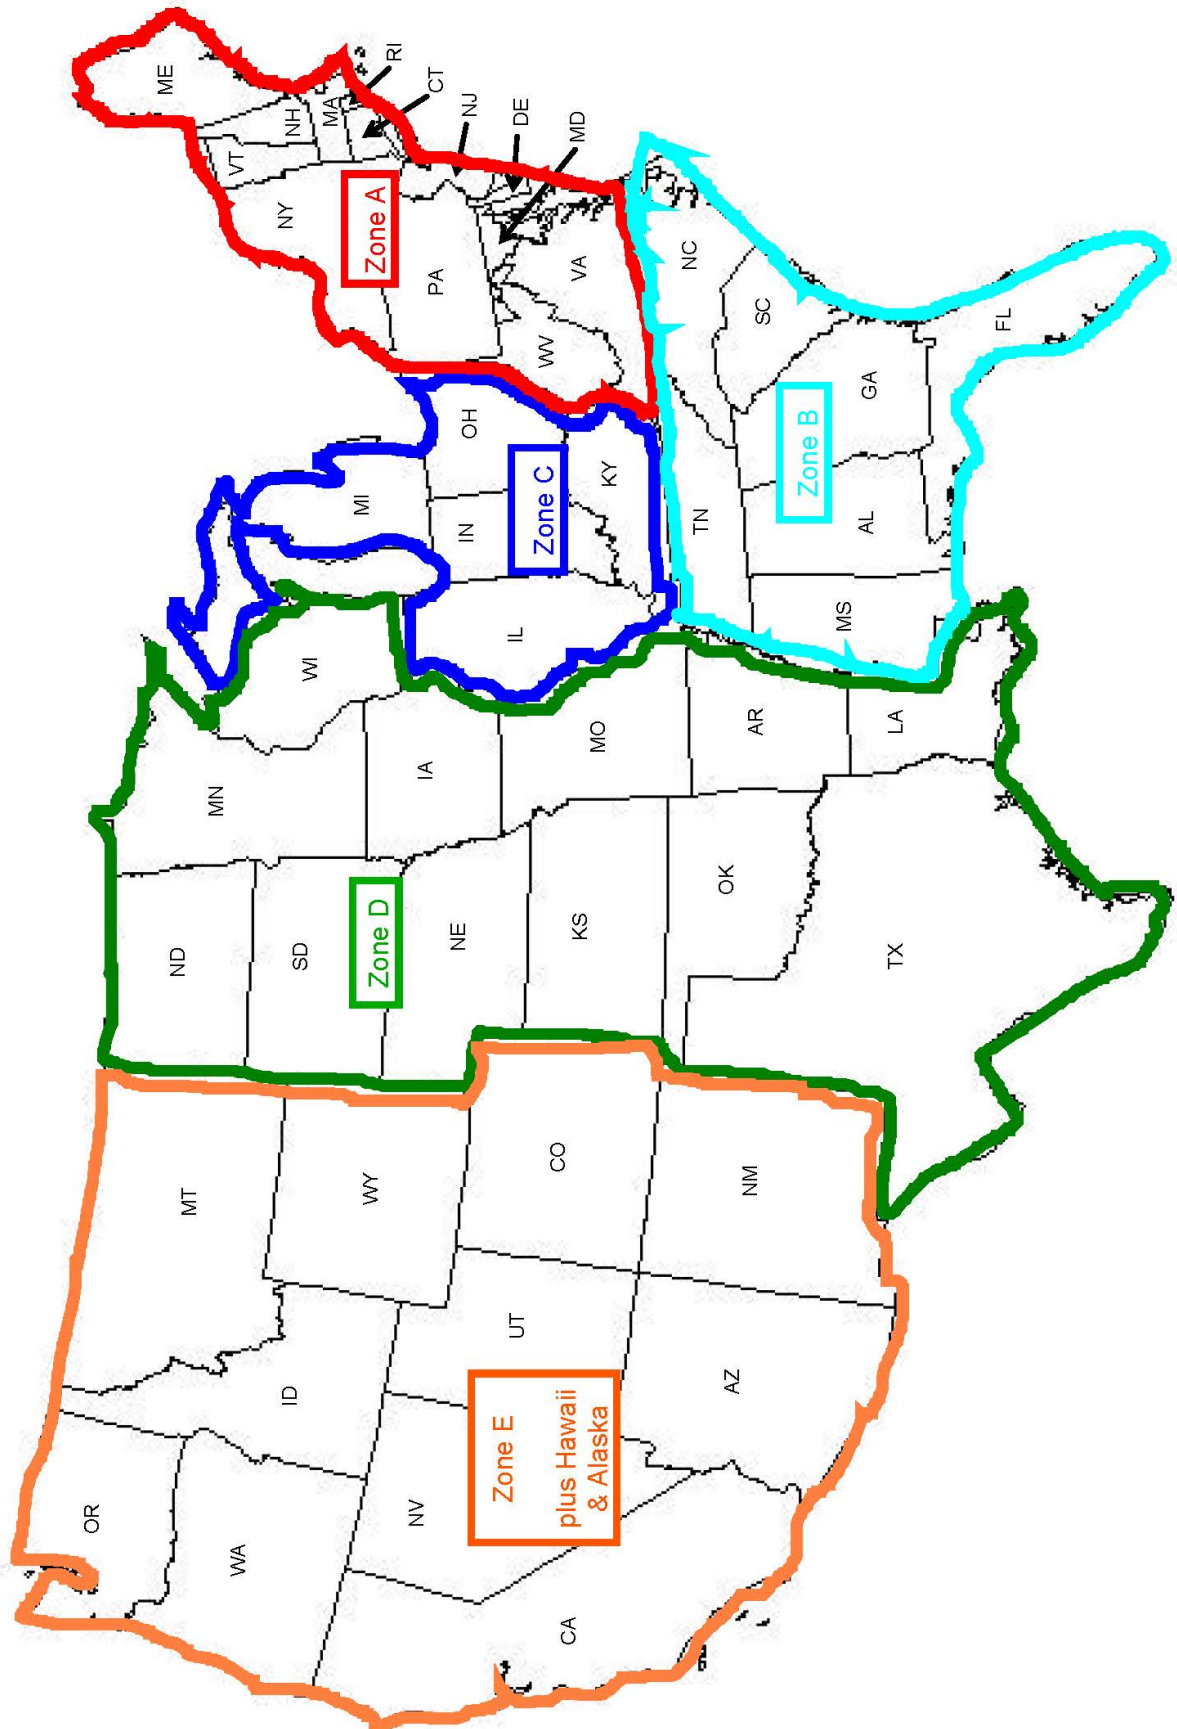 ME
VT
NH
MA
RI
CT
NY
NJ
DE
MD
Zone A
PA
VA
WV
NC
SC
TN
Zone B
GA
AL
MS
FL
OH
MI
IN
KY
IL
Zone C
WI
MN
IA
MO
AR
LA
ND
SD
Zone D
NE
KS
OK
TX
MT
WY
CO
NM
ID
UT
AZ
OR
WA
NV
CA
Zone E
plus Hawaii
& Alaska